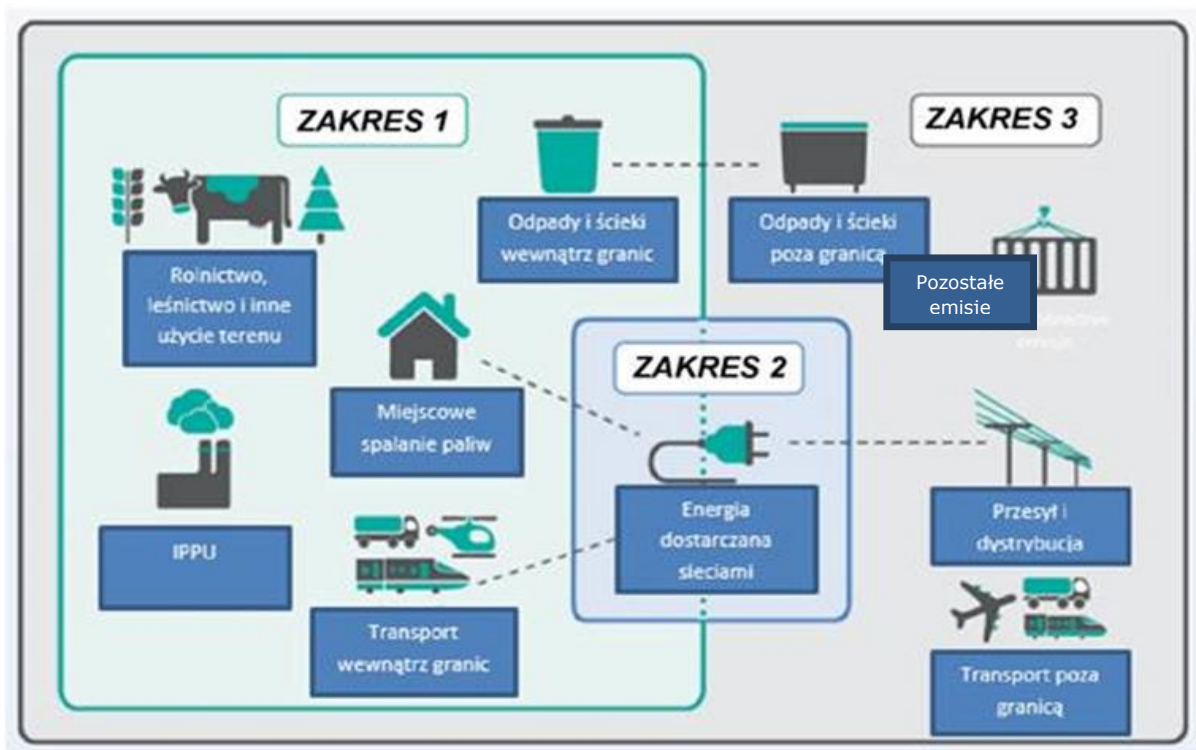 ZAKRES 1
ZAKRES 3
Odpady i ścieki
wewnątrz granic
Odpady i ścieki
poza granicą
Rolnictwo,
leśnictwo i inne
użycie terenu
Pozostałe
emisie
ZAKRES 2
Miejscowe
spalanie paliw
Energia
dostarczana
sieciami
Przesył i
dystrybucja
IPPU
Transport
wewnątrz granic
Transport poza
granicą